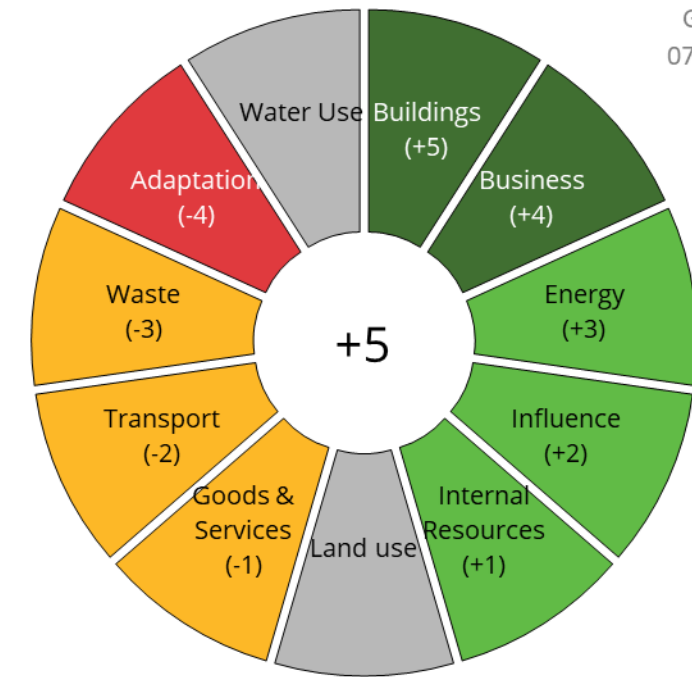 Water Use
Buildings
(+5)
Business
(+4)
Energy
(+3)
Influence
(+2)
Internal
Resources
(+1)
Land use
Goods &
Services
(-1)
Transport
(-2)
Waste
(-3)
Adaptation
(-4)
+5
07